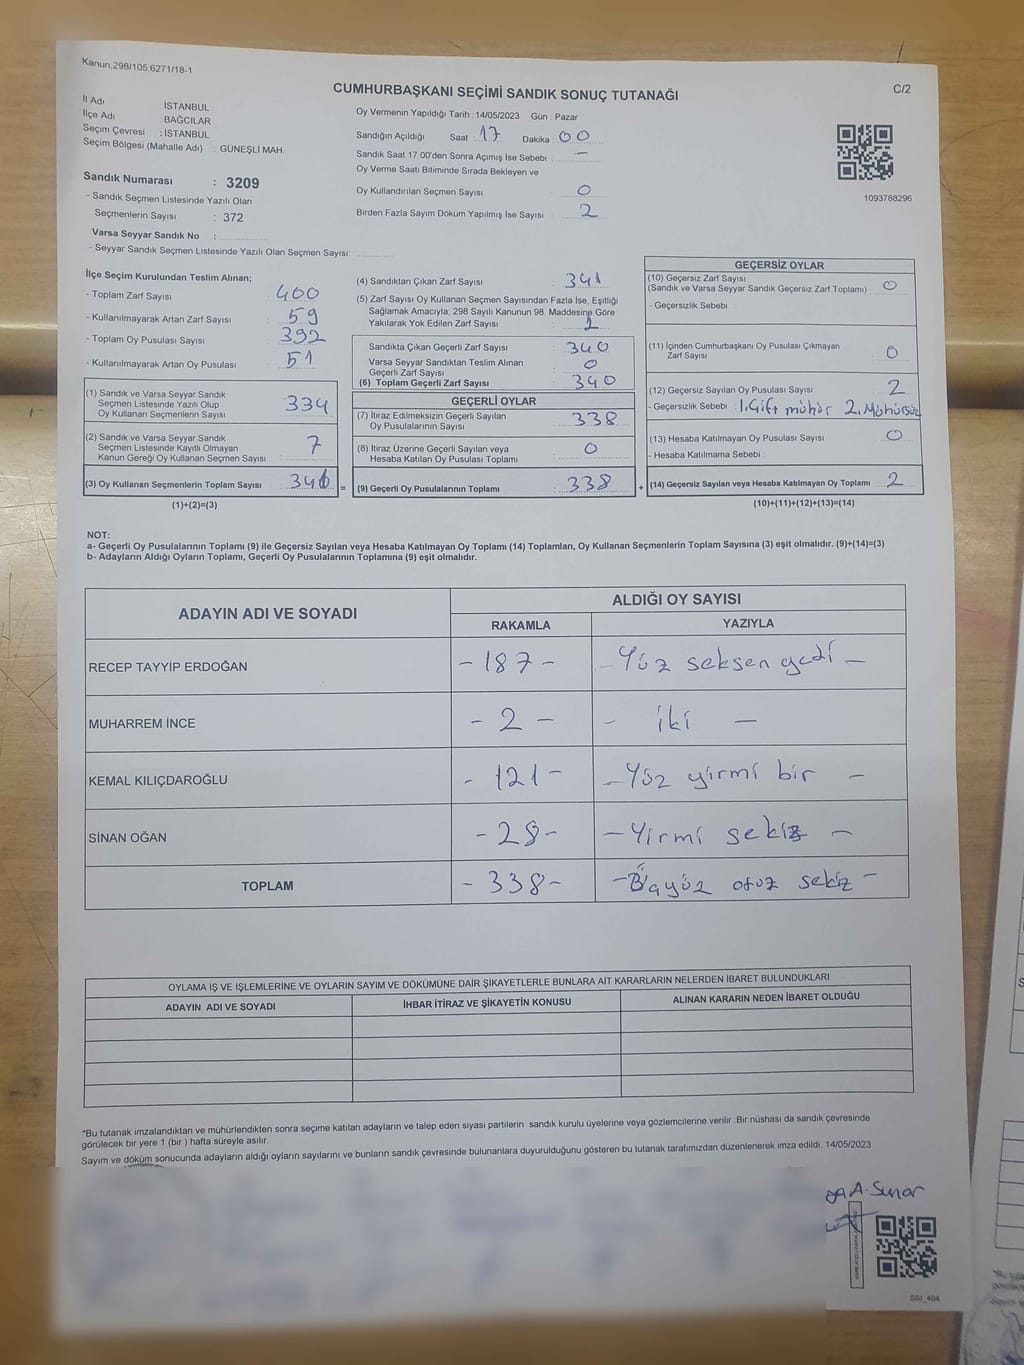 Kanun;298/105,6271/18-1
CUMHURBAŞKANI SEÇİMİ SANDIK SONUÇ TUTANAĞI
C/2
İl Adı : İSTANBUL
İlçe Adı : BAĞCILAR
Seçim Çevresi : İSTANBUL
Seçim Bölgesi (Mahalle Adı) : GÜNEŞLİ MAH.
Sandık Numarası : 3209
- Sandık Seçmen Listesinde Yazılı Olan
Seçmenlerin Sayısı : 372
Varsa Seyyar Sandık No :
- Seyyar Sandık Seçmen Listesinde Yazılı Olan Seçmen Sayısı:
Oy Vermenin Yapıldığı Tarih : 14/05/2023 Gün : Pazar
Sandığın Açıldığı Saat : 17 Dakika : 00
Sandık Saat 17.00'den Sonra Açımış İse Sebebi : —
Oy Verme Saati Bitiminde Sırada Bekleyen ve
Oy Kullandırılan Seçmen Sayısı : 0
Birden Fazla Sayım Döküm Yapılmış İse Sayısı : 2
1093788296
İlçe Seçim Kurulundan Teslim Alınan;
- Toplam Zarf Sayısı : 400
- Kullanılmayarak Artan Zarf Sayısı : 59
- Toplam Oy Pusulası Sayısı : 392
- Kullanılmayarak Artan Oy Pusulası : 51
(1) Sandık ve Varsa Seyyar Sandık
Seçmen Listesinde Yazılı Olup
Oy Kullanan Seçmenlerin Sayısı : 334
(2) Sandık ve Varsa Seyyar Sandık
Seçmen Listesinde Kayıtlı Olmayan
Kanun Gereği Oy Kullanan Seçmen Sayısı : 7
(3) Oy Kullanan Seçmenlerin Toplam Sayısı :
(1)+(2)=(3)
(4) Sandıktan Çıkan Zarf Sayısı : 341
(5) Zarf Sayısı Oy Kullanan Seçmen Sayısından Fazla İse, Eşitliği
Sağlamak Amacıyla; 298 Sayılı Kanunun 98. Maddesine Göre
Yakılarak Yok Edilen Zarf Sayısı : 1
Sandıkta Çıkan Geçerli Zarf Sayısı : 340
Varsa Seyyar Sandıktan Teslim Alınan
Geçerli Zarf Sayısı : 0
(6) Toplam Geçerli Zarf Sayısı : 340
GEÇERLİ OYLAR
(7) İtiraz Edilmeksizin Geçerli Sayılan
Oy Pusulalarının Sayısı : 338
(8) İtiraz Üzerine Geçerli Sayılan veya
Hesaba Katılan Oy Pusulası Toplamı : 0
= (9) Geçerli Oy Pusulalarının Toplamı : 338
GEÇERSİZ OYLAR
(10) Geçersiz Zarf Sayısı
(Sandık ve Varsa Seyyar Sandık Geçersiz Zarf Toplamı) : 0
- Geçersizlik Sebebi :
(11) İçinden Cumhurbaşkanı Oy Pusulası Çıkmayan
Zarf Sayısı : 0
(12) Geçersiz Sayılan Oy Pusulası Sayısı : 2
- Geçersizlik Sebebi : 1.Çift mühür 2. Mühürsüz
(13) Hesaba Katılmayan Oy Pusulası Sayısı : 0
- Hesaba Katılmama Sebebi :
+ (14) Geçersiz Sayılan veya Hesaba Katılmayan Oy Toplamı : 2
(10)+(11)+(12)+(13)=(14)
NOT:
a- Geçerli Oy Pusulalarının Toplamı (9) ile Geçersiz Sayılan veya Hesaba Katılmayan Oy Toplamı (14) Toplamları, Oy Kullanan Seçmenlerin Toplam Sayısına (3) eşit olmalıdır. (9)+(14)=(3)
b- Adayların Aldığı Oyların Toplamı, Geçerli Oy Pusulalarının Toplamına (9) eşit olmalıdır.
ADAYIN ADI VE SOYADI
ALDIĞI OY SAYISI
RAKAMLA YAZIYLA
RECEP TAYYİP ERDOĞAN - 187 - - Yüz seksen yedi -
MUHARREM İNCE - 2 - - iki -
KEMAL KILIÇDAROĞLU - 121 - - Yüz yirmi bir -
SİNAN OĞAN - 28 - - Yirmi sekiz -
TOPLAM - 338 - otuz sekiz -
OYLAMA İŞ VE İŞLEMLERİNE VE OYLARIN SAYIM VE DÖKÜMÜNE DAİR ŞİKAYETLERLE BUNLARA AİT KARARLARIN NELERDEN İBARET BULUNDUKLARI
ADAYIN ADI VE SOYADI İHBAR İTİRAZ VE ŞİKAYETİN KONUSU ALINAN KARARIN NEDEN İBARET OLDUĞU
*Bu tutanak imzalandıktan ve mühürlendikten sonra seçime katılan adayların ve talep eden siyasi partilerin sandık kurulu üyelerine veya gözlemcilerine verilir. Bir nüshası da sandık çevresinde
görülecek bir yere 1 (bir ) hafta süreyle asılır.
Sayım ve döküm sonucunda adayların aldığı oyların sayılarını ve bunların sandık çevresinde bulunanlara duyurulduğunu gösteren bu tutanak tarafımızdan düzenlenerek imza edildi. 14/05/2023